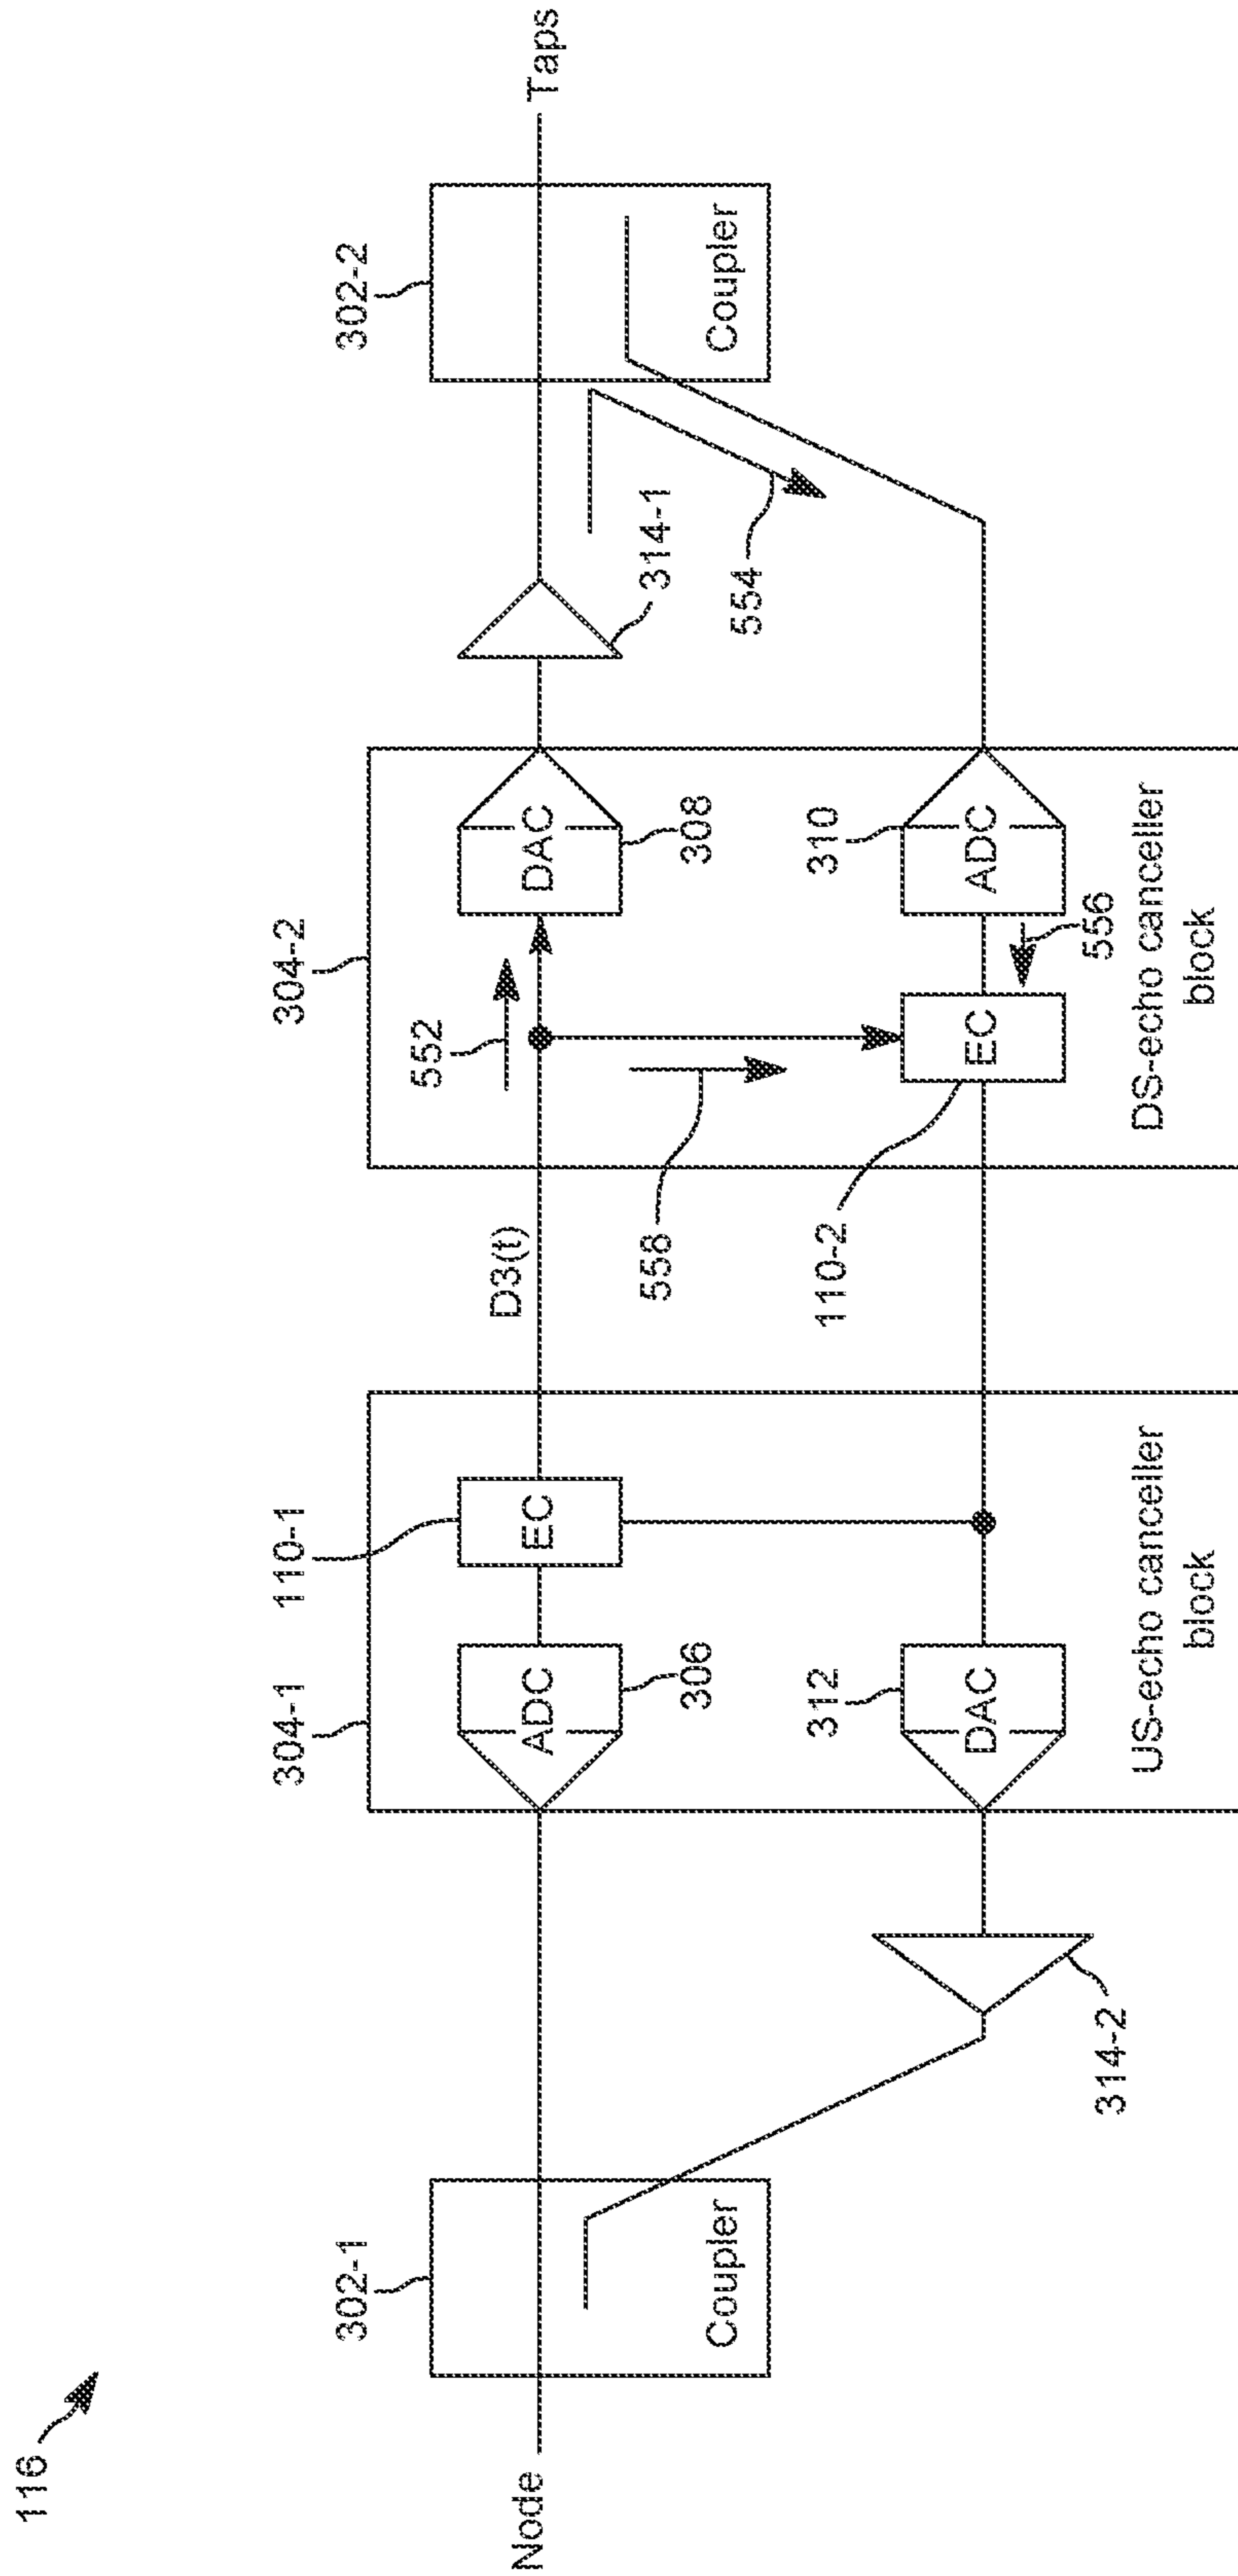 116
Node
302-1
Coupler
314-2
304-1
110-1
ADC
EC
306
312
DAC
US-echo canceller
block
D3(t)
558
110-2
304-2
552
DAC
308
310
EC
ADC
556
DS-echo canceller
block
314-1
554
302-2
Coupler
Taps